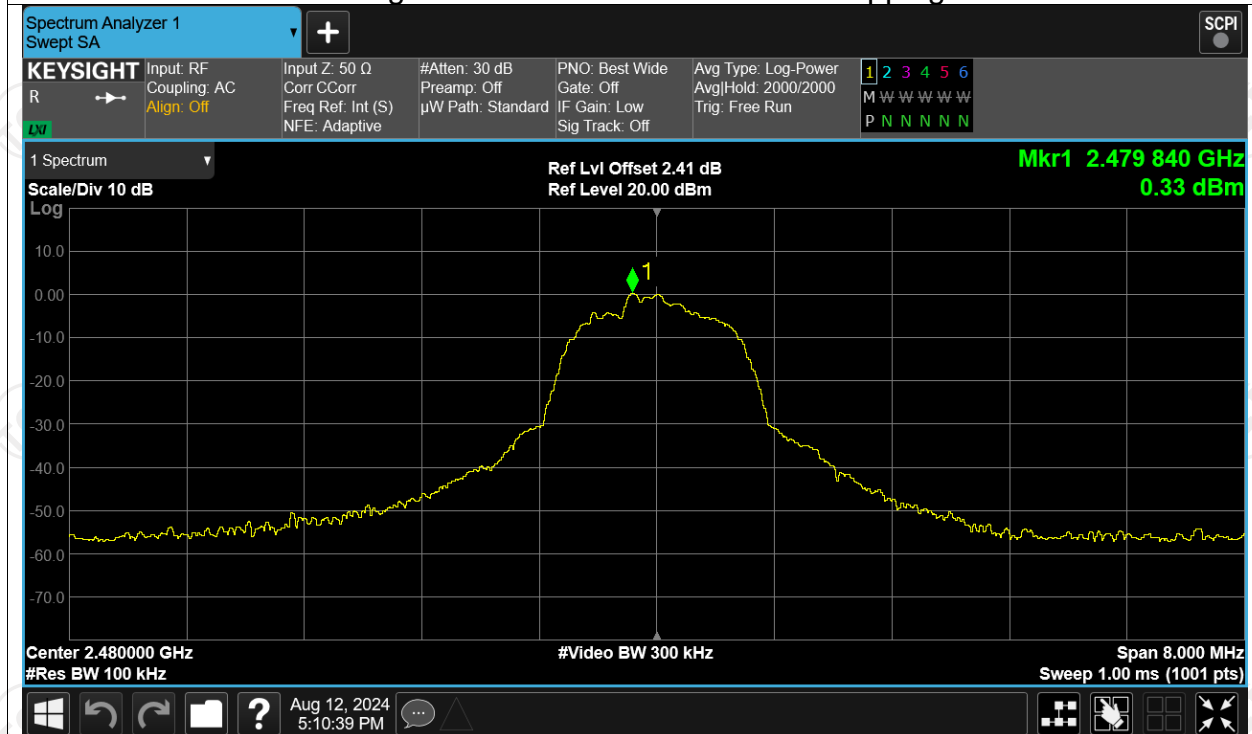 Spectrum Analyzer 1
Swept SA
SCPI
KEYSIGHT
R
LXI
Input: RF
Coupling: AC
Align: Off
Input Z: 50 Ω
Corr CCorr
Freq Ref: Int (S)
NFE: Adaptive
#Atten: 30 dB
Preamp: Off
µW Path: Standard
PNO: Best Wide
Gate: Off
IF Gain: Low
Sig Track: Off
Avg Type: Log-Power
Avg|Hold: 2000/2000
Trig: Free Run
1 2 3 4 5 6
M W W W W W
P N N N N N
1 Spectrum
Scale/Div 10 dB
Log
Ref Lvl Offset 2.41 dB
Ref Level 20.00 dBm
Mkr1 2.479 840 GHz
0.33 dBm
1
10.0
0.00
-10.0
-20.0
-30.0
-40.0
-50.0
-60.0
-70.0
Center 2.480000 GHz
#Res BW 100 kHz
#Video BW 300 kHz
Span 8.000 MHz
Sweep 1.00 ms (1001 pts)
?
Aug 12, 2024
5:10:39 PM